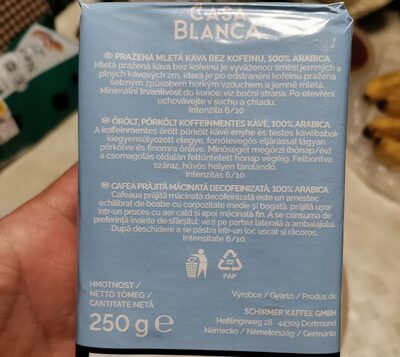 CASA
BLANCA
CZ PRAŽENÁ MLETÁ KÁVA BEZ KOFEINU, 100% ARABICA.
Mletá pražená káva bez kofeinu je vyváženou směsí jemných a
plných kávových zrn, která je po odstranění kofeinu pražena
šetrným způsobem horkým vzduchem a jemně mletá.
Minimální trvanlivost do konce: viz boční strana. Po otevření
uchovávejte v suchu a chladu.
Intenzita 6/10
HU ŐRÖLT, PÖRKÖLT KOFFEINMENTES KÁVÉ, 100% ARABICA.
A koffeinmentes őrölt pörkölt kávé enyhe és testes kávébabok
kiegyensúlyozott elegye, forrólevegős eljárással lágyan
pörkölve és finomra őrölve. Minőségét megőrzi (hónap/év):
a csomagolás oldalán feltüntetett hónap végéig. Felbontva
száraz, hűvös helyen tárolandó.
Intenzitás 6/10
RO CAFEA PRĂJITĂ MĂCINATĂ DECOFEINIZATĂ, 100% ARABICA.
Cafeaua prăjită măcinată decofeinizată este un amestec
echilibrat de boabe cu corpozitate medie și bogată, prăjită ușor
într-un proces cu aer cald și apoi măcinată fin. A se consuma de
preferință înainte de sfârșitul: vezi pe partea laterală a ambalajului.
După deschidere a se păstra într-un loc uscat și răcoros.
Intensitate 6/10
22
PAP
HMOTNOST /
NETTÓ TÖMEG /
CANTITATE NETĂ
250 g ℮
Výrobce / Gyártó / Produs de
SCHIRMER KAFFEE GMBH
Heßlingsweg 28 - 44309 Dortmund
Německo / Németország / Germania